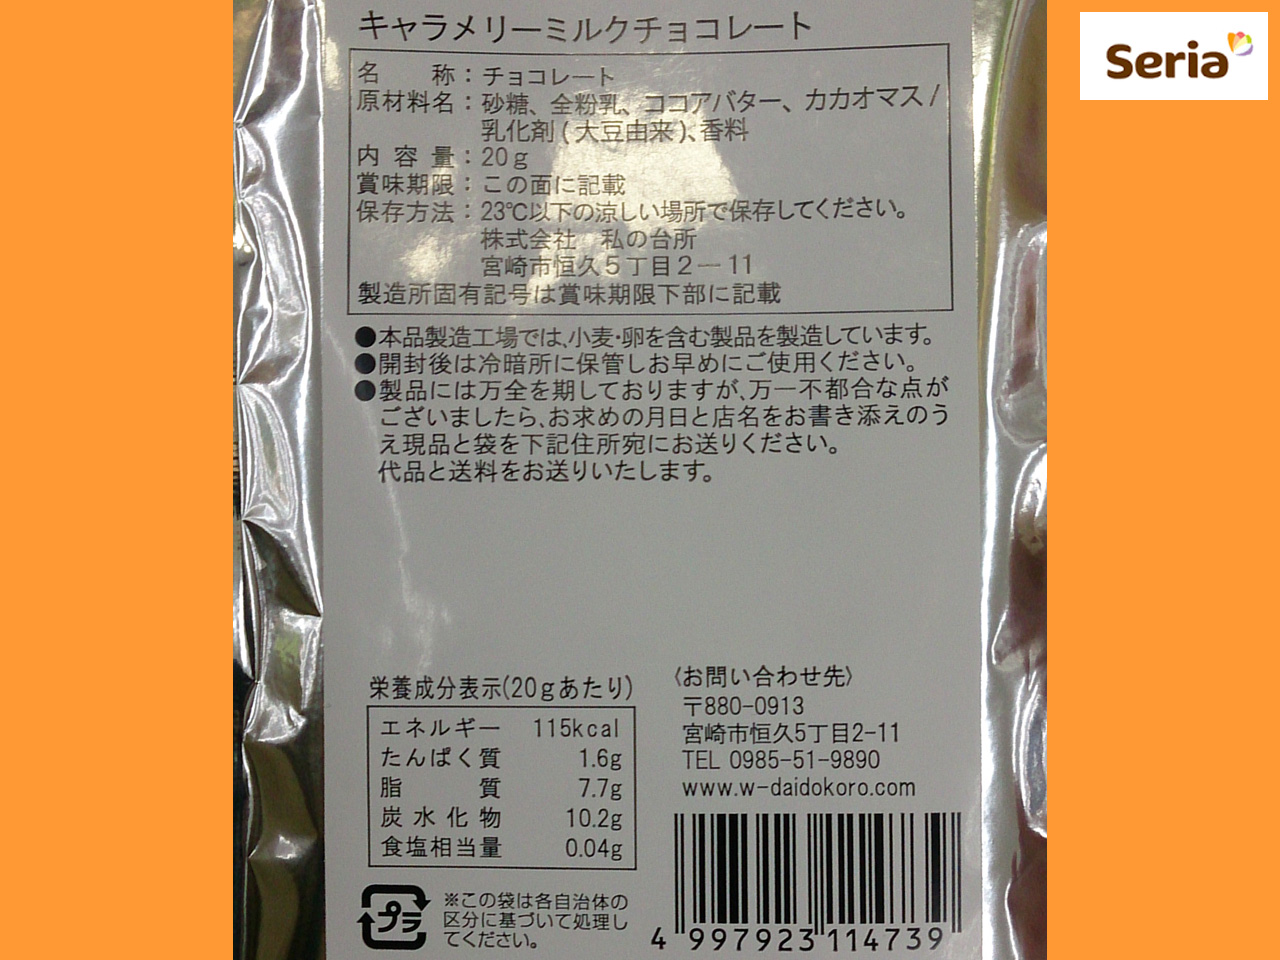 キャラメリーミルクチョコレート
Seria
名　　称：チョコレート
原材料名：砂糖、全粉乳、ココアバター、カカオマス/
乳化剤(大豆由来)、香料
内 容 量：20g
賞味期限：この面に記載
保存方法：23℃以下の涼しい場所で保存してください。
株式会社　私の台所
宮崎市恒久5丁目2－11
製造所固有記号は賞味期限下部に記載
●本品製造工場では、小麦・卵を含む製品を製造しています。
●開封後は冷暗所に保管しお早めにご使用ください。
●製品には万全を期しておりますが、万一不都合な点が
ございましたら、お求めの月日と店名をお書き添えのう
え現品と袋を下記住所宛にお送りください。
代品と送料をお送りいたします。
栄養成分表示(20gあたり)
エネルギー　115kcal
たんぱく質　1.6g
脂　　質　7.7g
炭水化物　10.2g
食塩相当量　0.04g
プラ
※この袋は各自治体の
区分に基づいて処理し
てください。
〈お問い合わせ先〉
〒880-0913
宮崎市恒久5丁目2-11
TEL 0985-51-9890
www.w-daidokoro.com
4 997923 114739